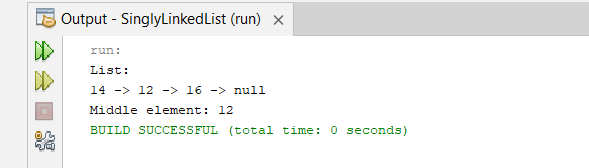 Output - SinglyLinkedList (run)
run:
List:
14 -> 12 -> 16 -> null
Middle element: 12
BUILD SUCCESSFUL (total time: 0 seconds)